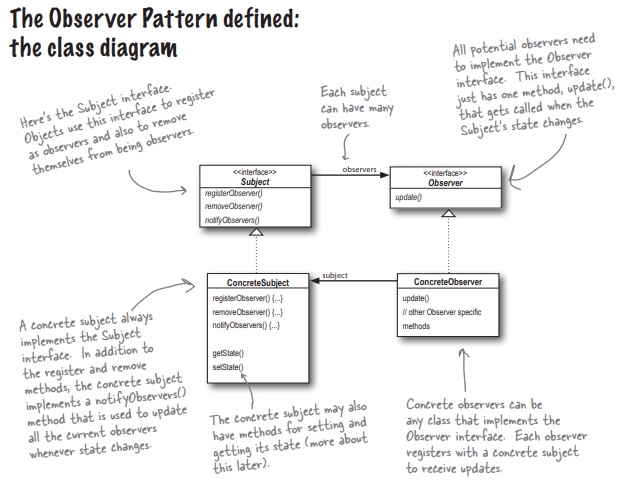 The Observer Pattern defined:
the class diagram
Here's the Subject interface.
Objects use this interface to register
as observers and also to remove
themselves from being observers.
Each subject
can have many
observers.
All potential observers need
to implement the Observer
interface. This interface
just has one method, update(),
that gets called when the
Subject's state changes.
<<interface>>
Subject
registerObserver()
removeObserver()
notifyObservers()
observers
<<interface>>
Observer
update()
ConcreteSubject
registerObserver() {...}
removeObserver() {...}
notifyObservers() {...}
getState()
setState()
subject
ConcreteObserver
update()
// other Observer specific
methods
A concrete subject always
implements the Subject
interface. In addition to
the register and remove
methods, the concrete subject
implements a notifyObservers()
method that is used to update
all the current observers
whenever state changes.
The concrete subject may also
have methods for setting and
getting its state (more about
this later).
Concrete observers can be
any class that implements the
Observer interface. Each observer
registers with a concrete subject
to receive updates.